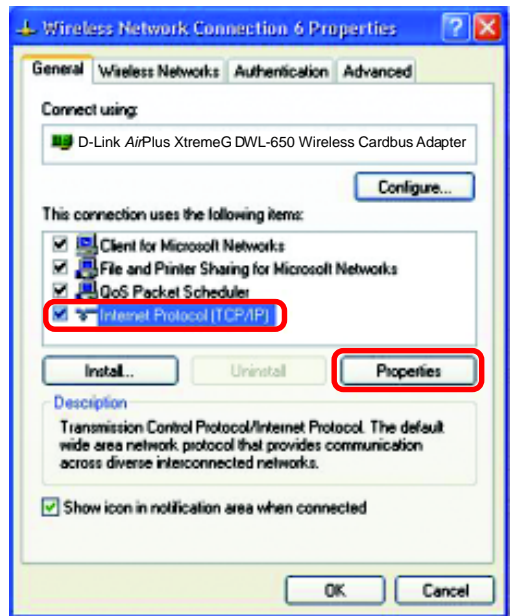 Wireless Network Connection 6 Properties
General Wireless Networks Authentication Advanced
Connect using:
D-Link AirPlus XtremeG DWL-650 Wireless Cardbus Adapter
Configure...
This connection uses the following items:
Client for Microsoft Networks
File and Printer Sharing for Microsoft Networks
QoS Packet Scheduler
Internet Protocol (TCP/IP)
Install... Uninstall Properties
Description
Transmission Control Protocol/Internet Protocol. The default
wide area network protocol that provides communication
across diverse interconnected networks.
Show icon in notification area when connected
OK Cancel